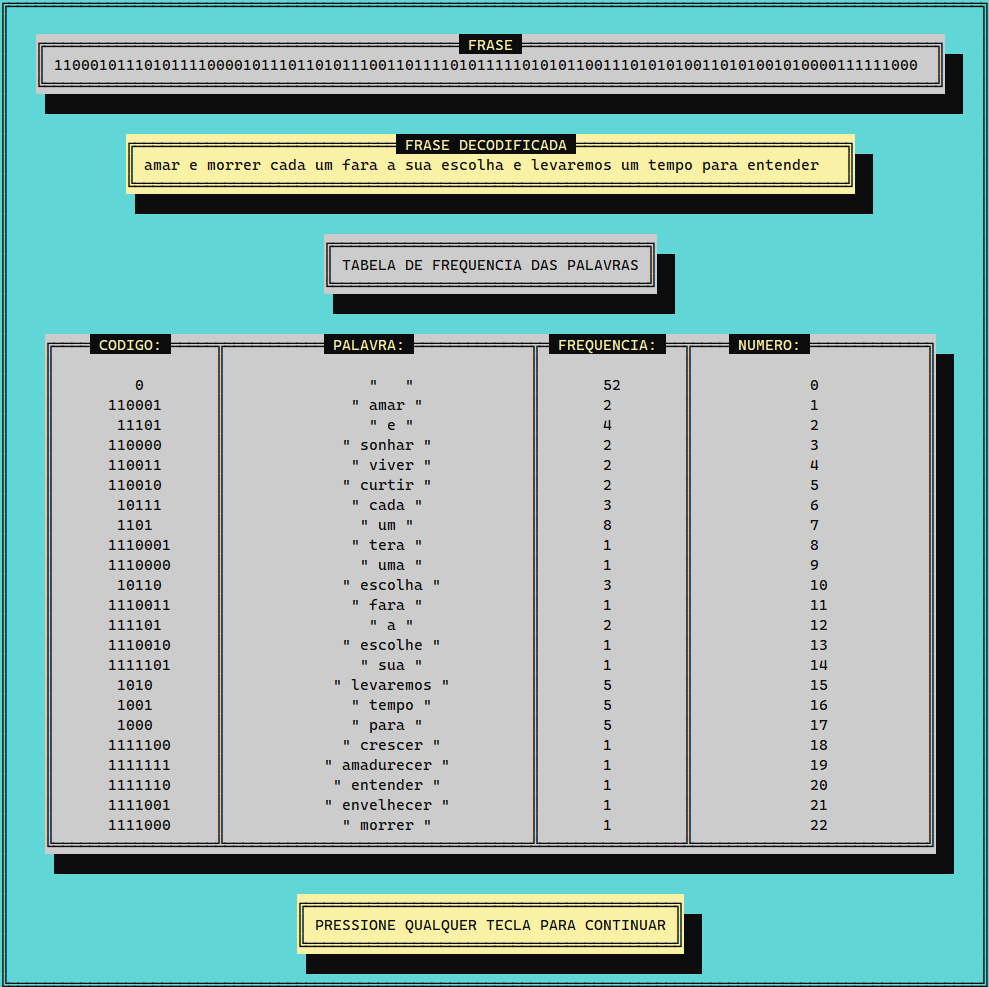 FRASE
110001011101011110000101110110101110011011110101111101010110011101010100110101001010000111111000
FRASE DECODIFICADA
amar e morrer cada um fara a sua escolha e levaremos um tempo para entender
TABELA DE FREQUENCIA DAS PALAVRAS
CODIGO: PALAVRA: FREQUENCIA: NUMERO:
0 "   " 52 0
110001 " amar " 2 1
11101 " e " 4 2
110000 " sonhar " 2 3
110011 " viver " 2 4
110010 " curtir " 2 5
10111 " cada " 3 6
1101 " um " 8 7
1110001 " tera " 1 8
1110000 " uma " 1 9
10110 " escolha " 3 10
1110011 " fara " 1 11
111101 " a " 2 12
1110010 " escolhe " 1 13
1111101 " sua " 1 14
1010 " levaremos " 5 15
1001 " tempo " 5 16
1000 " para " 5 17
1111100 " crescer " 1 18
1111111 " amadurecer " 1 19
1111110 " entender " 1 20
1111001 " envelhecer " 1 21
1111000 " morrer " 1 22
PRESSIONE QUALQUER TECLA PARA CONTINUAR